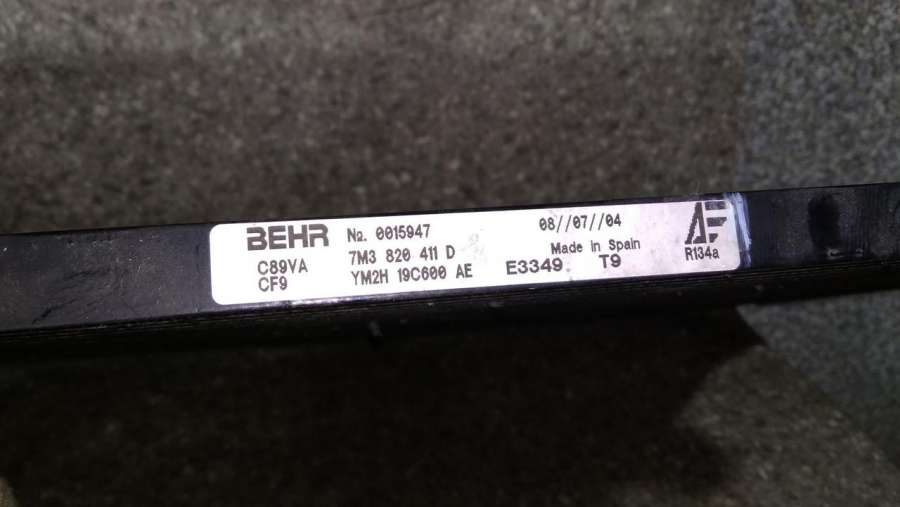 BEHR № 0015947 08//07//04
C89VA 7M3 820 411 D Made in Spain
CF9 YM2H 19C600 AE E3349 T9 R134a